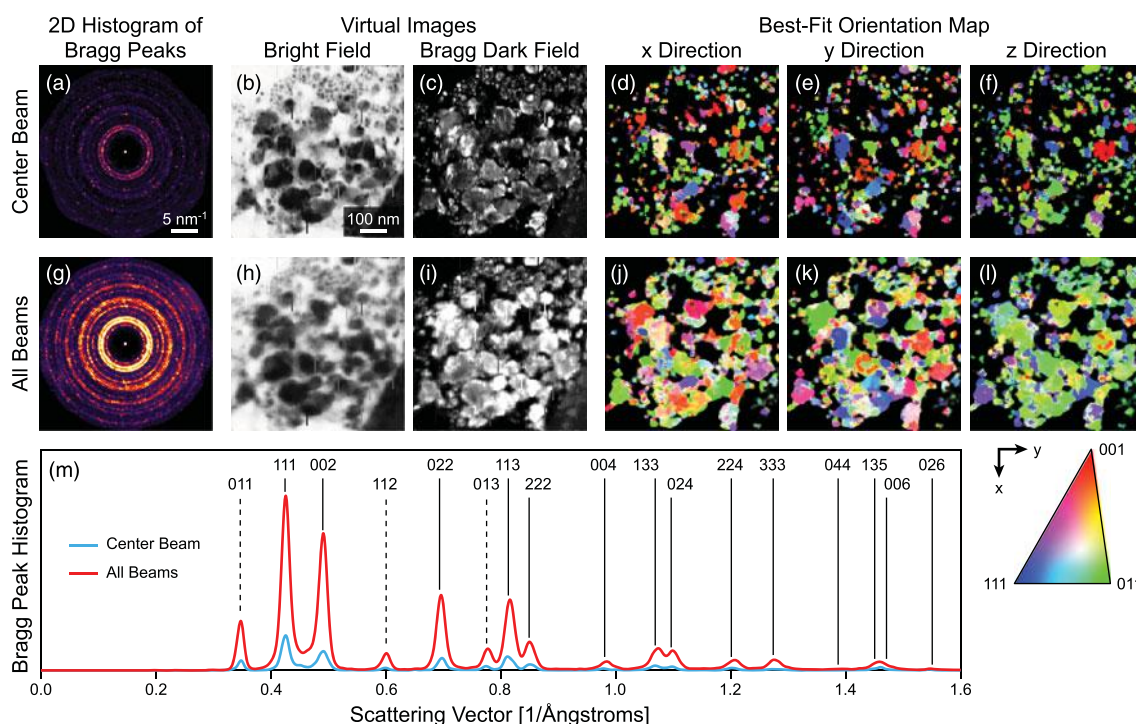 2D Histogram of Bragg Peaks
Virtual Images
Best-Fit Orientation Map
Bright Field
Bragg Dark Field
x Direction
y Direction
z Direction
Center Beam
(a)
5 nm⁻¹
(b)
100 nm
(c)
(d)
(e)
(f)
All Beams
(g)
(h)
(i)
(j)
(k)
(l)
(m)
011
111
002
112
022
013
113
222
004
133
024
224
333
044
135
006
026
Center Beam
All Beams
Bragg Peak Histogram
0.0
0.2
0.4
0.6
0.8
1.0
1.2
1.4
1.6
Scattering Vector [1/Ångstroms]
y
x
001
111
011